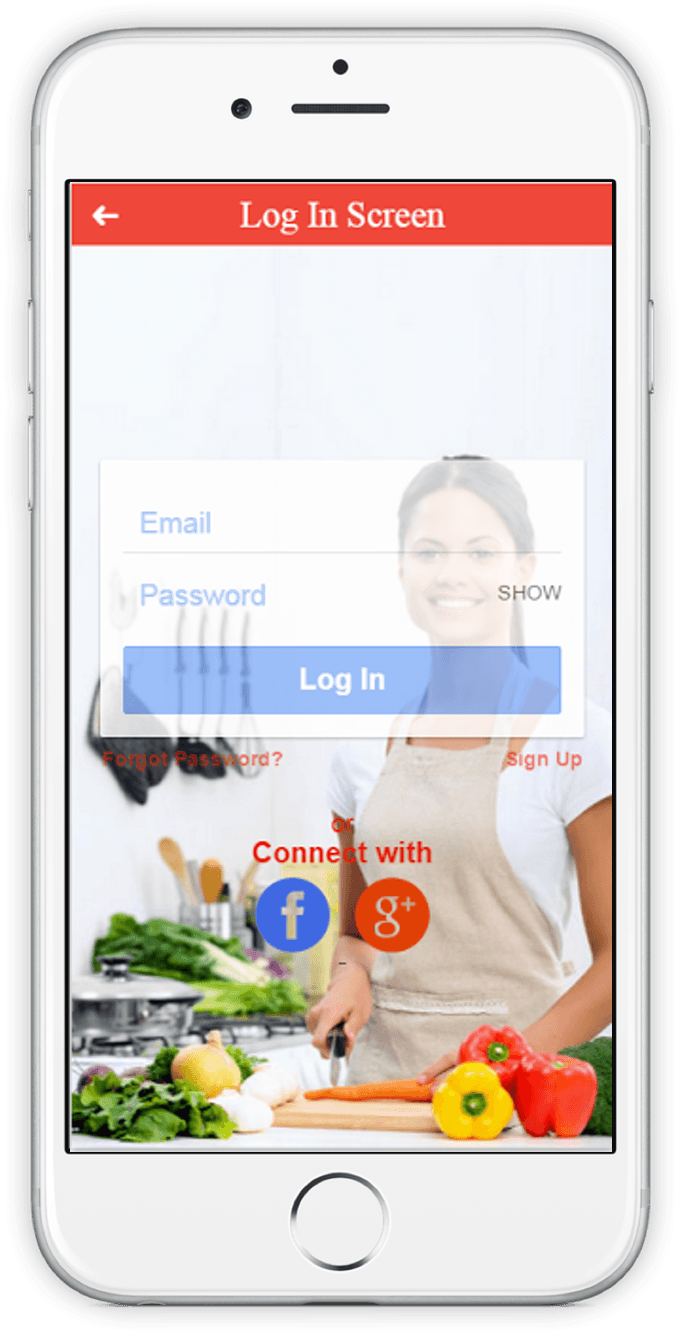 Log In Screen
Email
Password SHOW
Log In
Forgot Password? Sign Up
or
Connect with
f g+
-